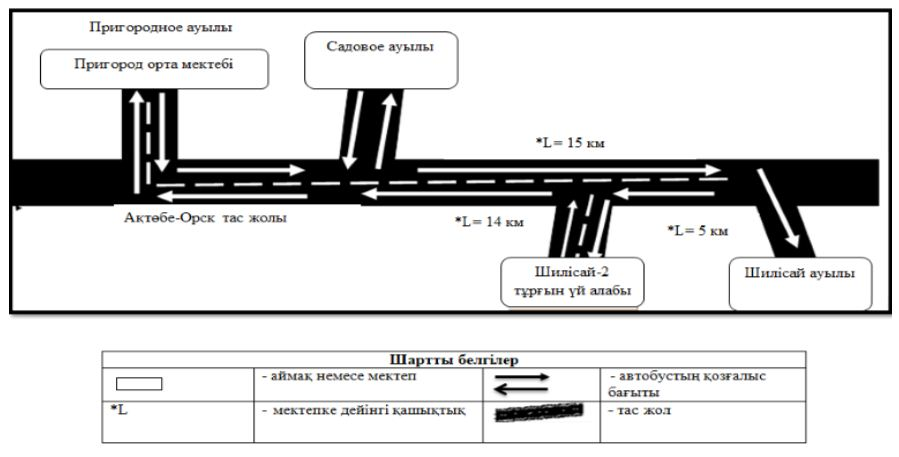 Пригородное ауылы
Пригород орта мектебі
Садовое ауылы
*L= 15 км
Ақтөбе-Орск тас жолы
*L= 14 км
*L= 5 км
Шилісай-2
тұрғын үй алабы
Шилісай ауылы
Шартты белгілер
- аймақ немесе мектеп
- автобустың қозғалыс
бағыты
*L
- мектепке дейінгі қашықтық
- тас жол